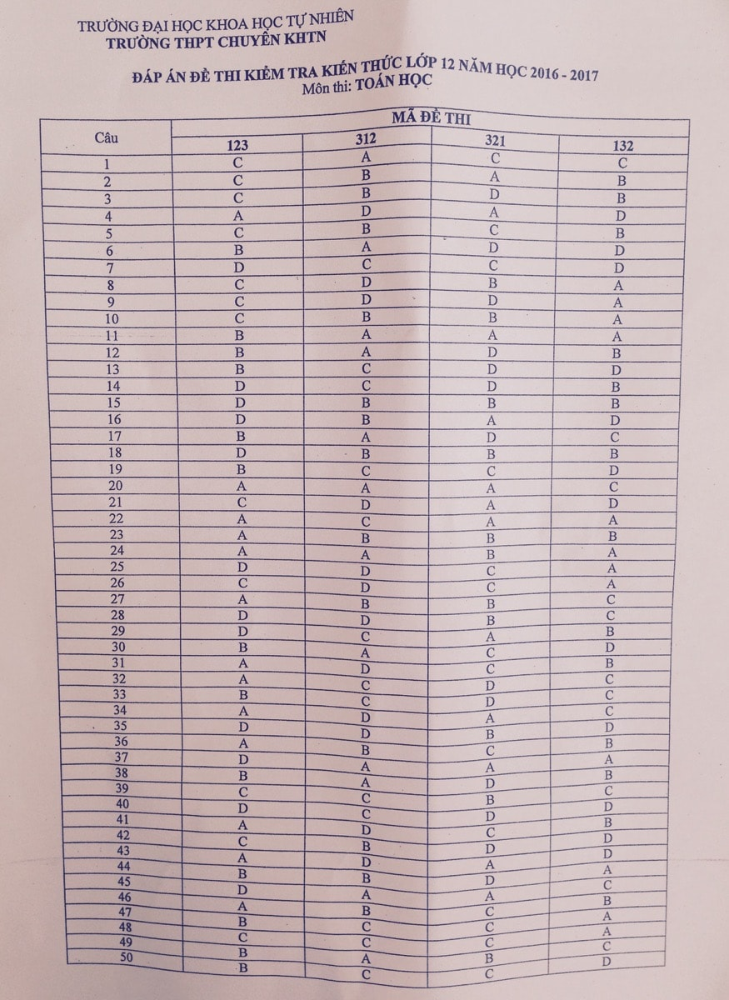 TRƯỜNG ĐẠI HỌC KHOA HỌC TỰ NHIÊN
TRƯỜNG THPT CHUYÊN KHTN
ĐÁP ÁN ĐỀ THI KIỂM TRA KIẾN THỨC LỚP 12 NĂM HỌC 2016 - 2017
Môn thi: TOÁN HỌC
Câu MÃ ĐỀ THI
123 312 321 132
1 C A C C
2 C B A B
3 C B D B
4 A D A D
5 C B C B
6 B A D D
7 D C C D
8 C D B A
9 C D D A
10 C B B A
11 B A A A
12 B A D B
13 B C D D
14 D C D B
15 D B B B
16 D B A D
17 B A D C
18 D B B B
19 B C C D
20 A A A C
21 C D A D
22 A C A A
23 A B B B
24 A A B A
25 D D C A
26 C D C A
27 A B B C
28 D D B C
29 D C A B
30 B A C D
31 A D C B
32 A C D C
33 B C D C
34 A D A C
35 D D B D
36 A B C B
37 D A A A
38 B A D B
39 C C B C
40 D C D D
41 A D C B
42 C B D D
43 A D A D
44 B B D A
45 D A A C
46 A B C B
47 B C C A
48 C C C A
49 B A B C
50 B C C D